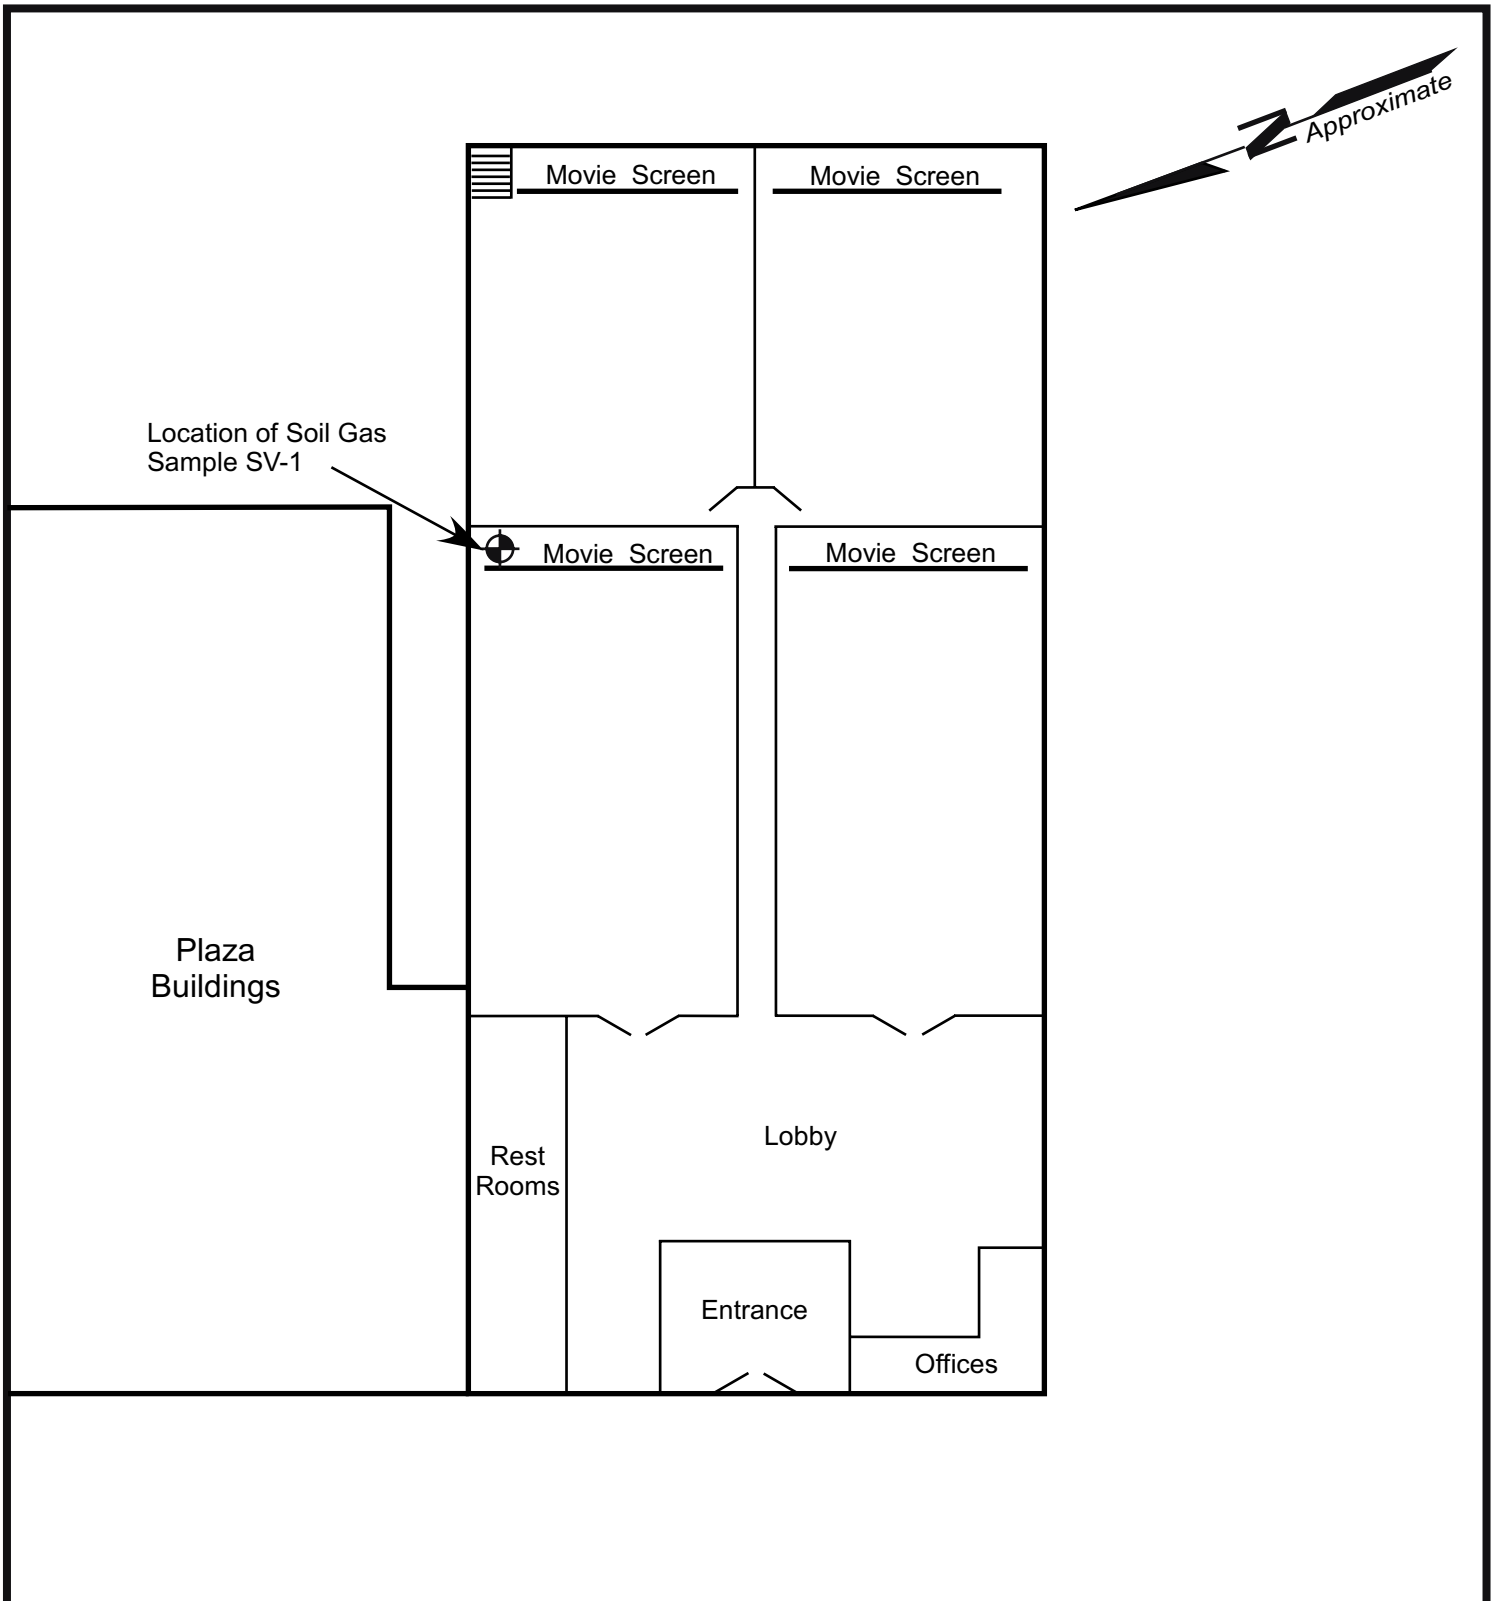 N
Approximate
Movie Screen
Movie Screen
Location of Soil Gas
Sample SV-1
Movie Screen
Movie Screen
Plaza
Buildings
Lobby
Rest
Rooms
Entrance
Offices